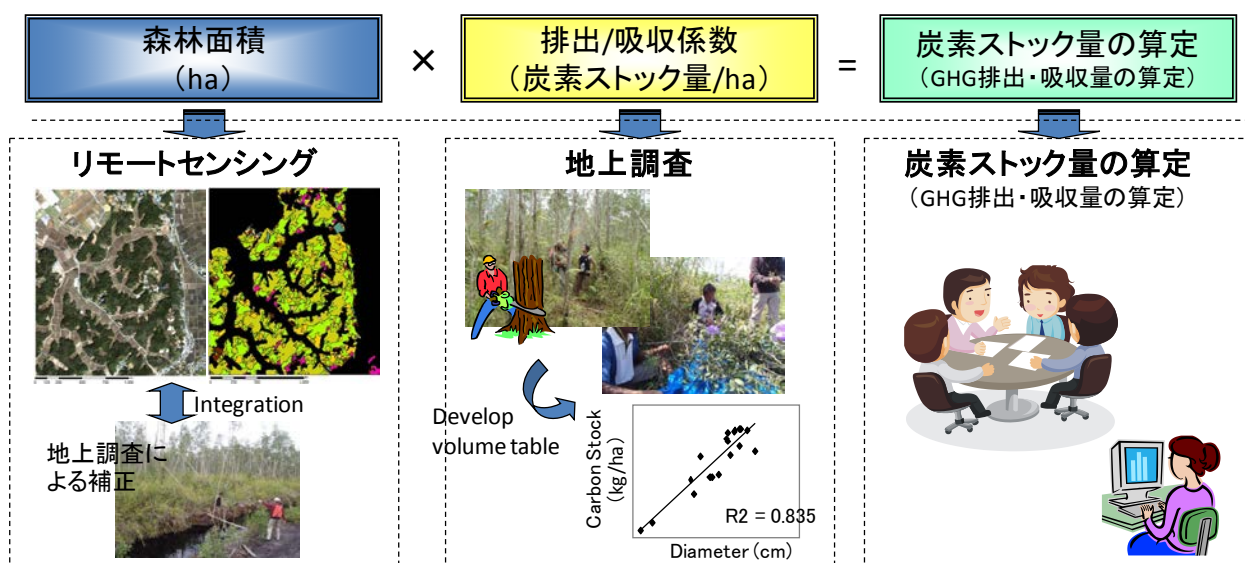 森林面積
(ha)
×
排出/吸収係数
(炭素ストック量/ha)
=
炭素ストック量の算定
(GHG排出・吸収量の算定)
リモートセンシング
Integration
地上調査に
よる補正
地上調査
Develop
volume table
Carbon Stock
(kg/ha)
R2 = 0.835
Diameter (cm)
炭素ストック量の算定
(GHG排出・吸収量の算定)